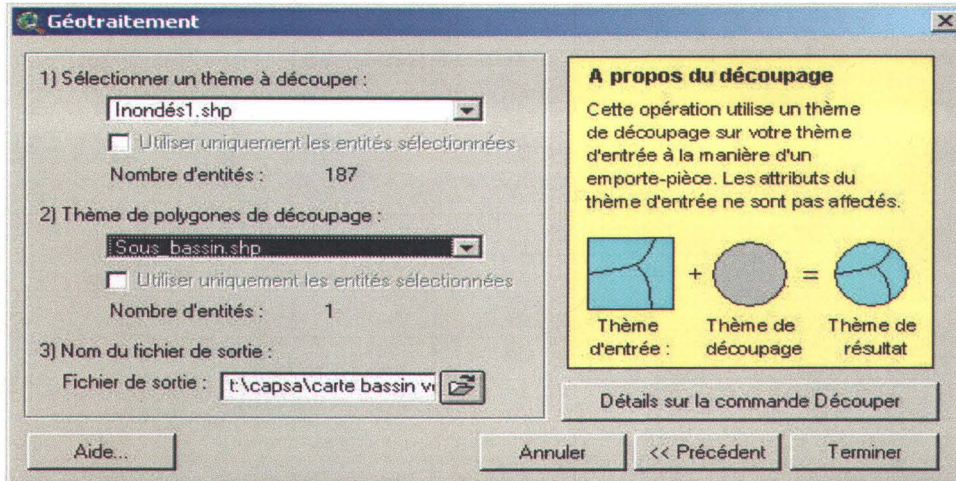 Géotraitement
1) Sélectionner un thème à découper :
Inondés1.shp
Utiliser uniquement les entités sélectionnées
Nombre d'entités : 187
2) Thème de polygones de découpage :
Sous_bassin.shp
Utiliser uniquement les entités sélectionnées
Nombre d'entités : 1
3) Nom du fichier de sortie :
Fichier de sortie : t:\capsa\carte bassin
A propos du découpage
Cette opération utilise un thème
de découpage sur votre thème
d'entrée à la manière d'un
emporte-pièce. Les attributs du
thème d'entrée ne sont pas affectés.
+ =
Thème Thème de Thème de
d'entrée : découpage résultat
Détails sur la commande Découper
Aide... Annuler << Précédent Terminer